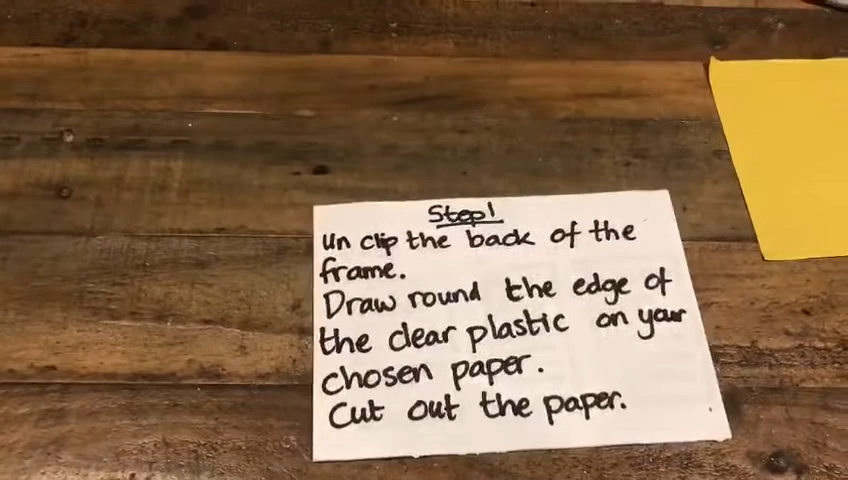 Step 1
Un clip the back of the
frame.
Draw round the edge of
the clear plastic on your
chosen paper.
Cut out the paper.